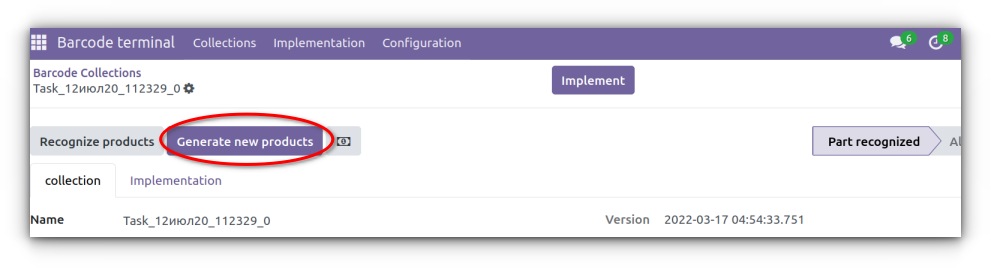 Barcode terminal Collections Implementation Configuration 6 8
Barcode Collections
Task_12июл20_112329_0
Implement
Recognize products Generate new products Part recognized Al
collection Implementation
Name Task_12июл20_112329_0 Version 2022-03-17 04:54:33.751